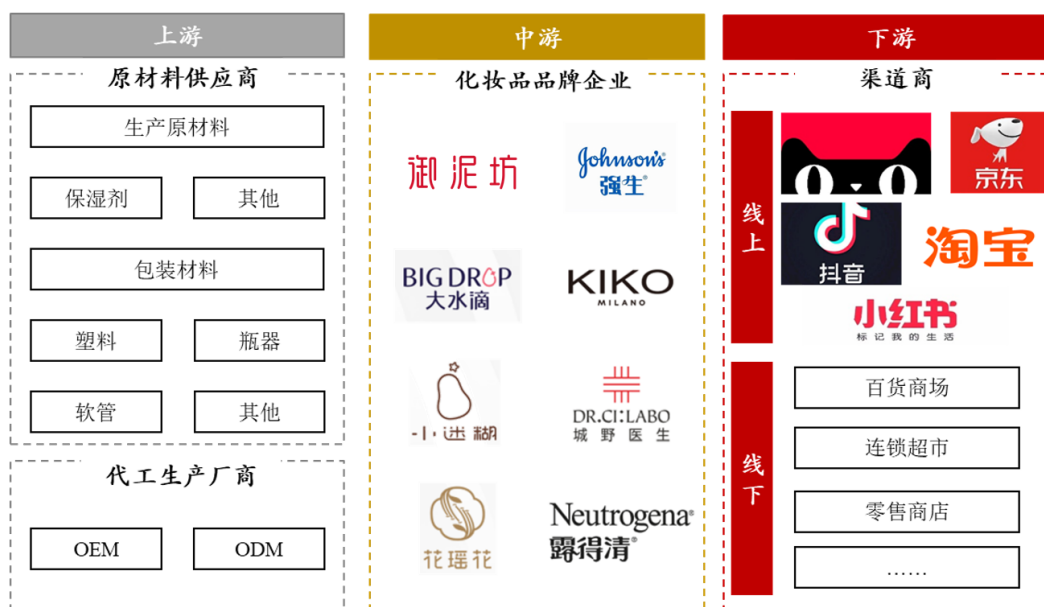 上游
原材料供应商
生产原材料
保湿剂
其他
包装材料
塑料
瓶器
软管
其他
代工生产厂商
OEM
ODM
中游
化妆品品牌企业
御泥坊
Johnson's®
强生®
BIG DROP
大水滴
KIKO
MILANO
小迷糊
DR.CI:LABO
城野医生
花瑶花
Neutrogena®
露得清®
下游
渠道商
线上
京东
抖音
淘宝
小红书
标记我的生活
线下
百货商场
连锁超市
零售商店
……